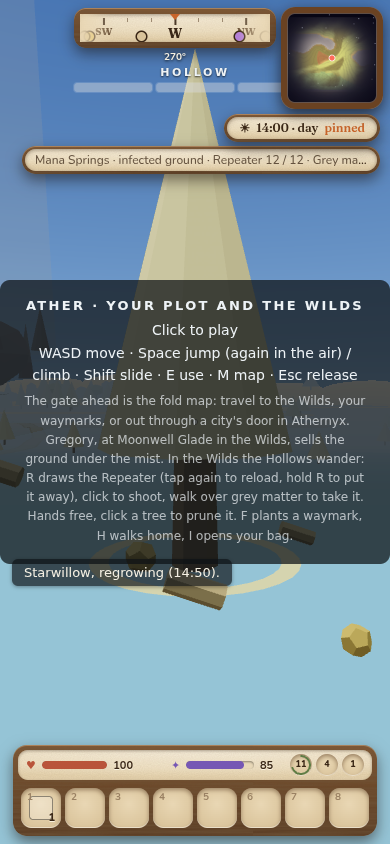 SW
W
NW
270°
HOLLOW
☀ 14:00 · day pinned
Mana Springs · infected ground · Repeater 12 / 12 · Grey ma...
ATHER · YOUR PLOT AND THE WILDS
Click to play
WASD move · Space jump (again in the air) /
climb · Shift slide · E use · M map · Esc release
The gate ahead is the fold map: travel to the Wilds, your
waymarks, or out through a city's door in Athernyx.
Gregory, at Moonwell Glade in the Wilds, sells the
ground under the mist. In the Wilds the Hollows wander:
R draws the Repeater (tap again to reload, hold R to put
it away), click to shoot, walk over grey matter to take it.
Hands free, click a tree to prune it. F plants a waymark,
H walks home, I opens your bag.
Starwillow, regrowing (14:50).
♥ 100 ✦ 85 11 4 1
1 2 3 4 5 6 7 8
1